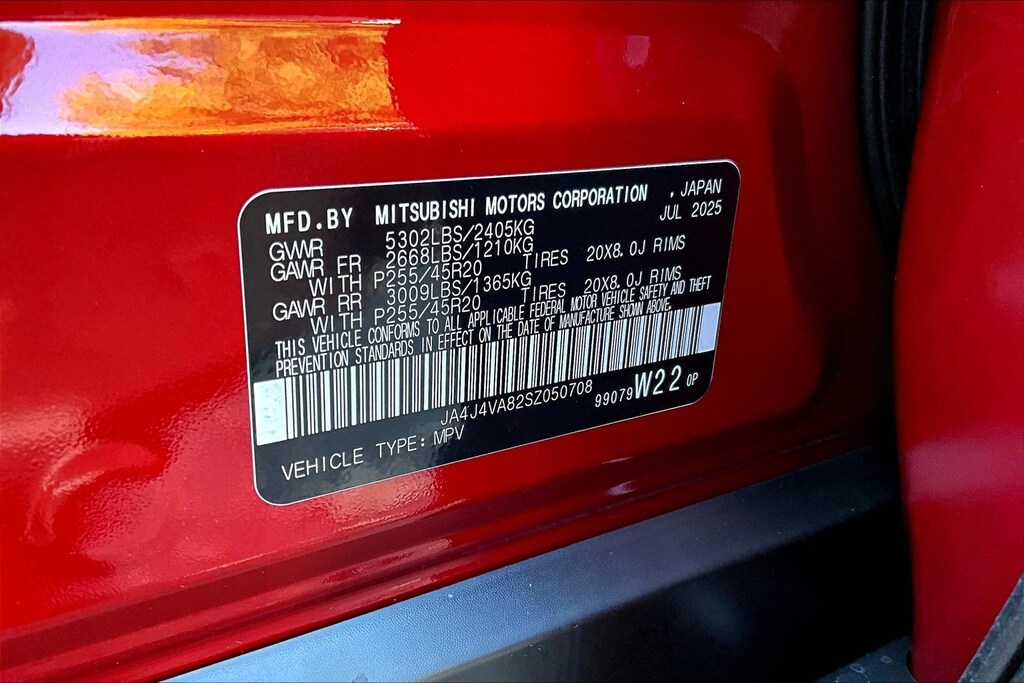 MFD.BY MITSUBISHI MOTORS CORPORATION , JAPAN
JUL 2025
GVWR 5302LBS/2405KG
GAWR FR 2668LBS/1210KG
WITH P255/45R20 TIRES 20X8.0J RIMS
GAWR RR 3009LBS/1365KG
WITH P255/45R20 TIRES 20X8.0J RIMS
THIS VEHICLE CONFORMS TO ALL APPLICABLE FEDERAL MOTOR VEHICLE SAFETY AND THEFT
PREVENTION STANDARDS IN EFFECT ON THE DATE OF MANUFACTURE SHOWN ABOVE.
JA4J4VA82SZ050708 99079 W22 OP
VEHICLE TYPE: MPV